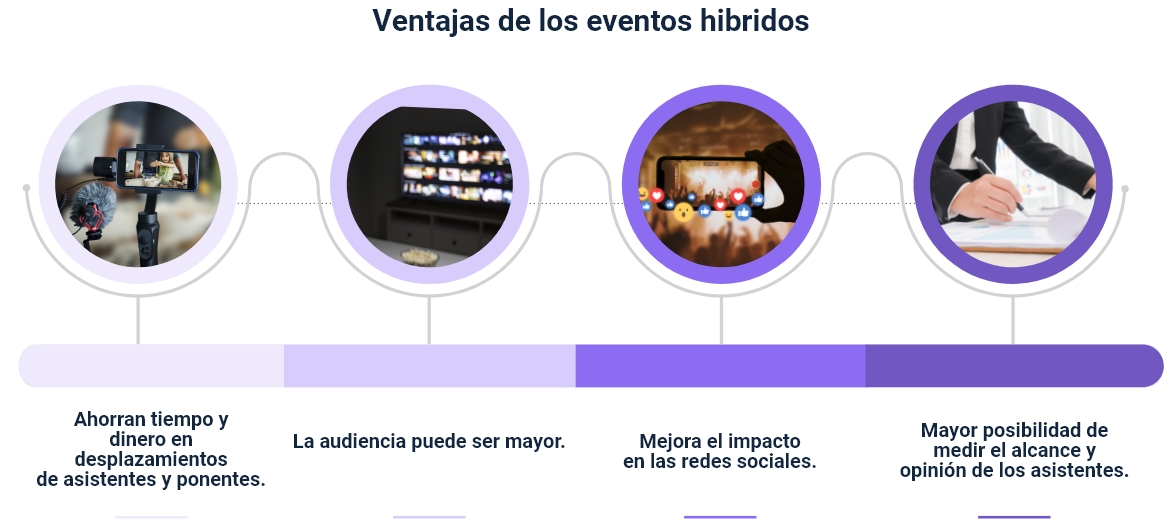 Ventajas de los eventos hibridos
Ahorran tiempo y
dinero en
desplazamientos
de asistentes y ponentes.
La audiencia puede ser mayor.
Mejora el impacto
en las redes sociales.
Mayor posibilidad de
medir el alcance y
opinión de los asistentes.